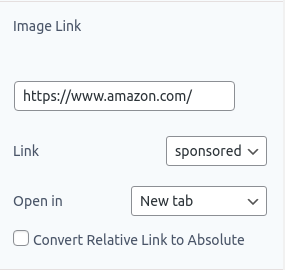 Image Link
https://www.amazon.com/
Link sponsored
Open in New tab
Convert Relative Link to Absolute